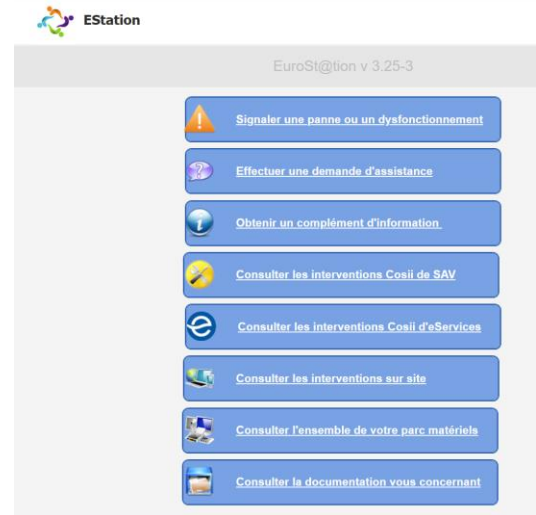 EStation
EuroSt@tion v 3.25-3
Signaler une panne ou un dysfonctionnement
Effectuer une demande d'assistance
Obtenir un complément d'information
Consulter les interventions Cosii de SAV
Consulter les interventions Cosii d'eServices
Consulter les interventions sur site
Consulter l'ensemble de votre parc matériels
Consulter la documentation vous concernant